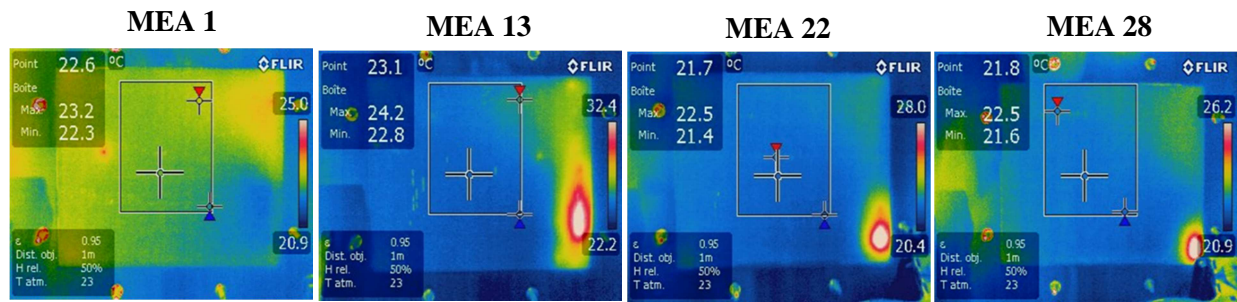 MEA 1
MEA 13
MEA 22
MEA 28
Point 22.6 °C FLIR
Boîte
Max. 23.2
Min. 22.3
25.0
20.9
ε 0.95
Dist. obj. 1m
H rel. 50%
T atm. 23
Point 23.1 °C FLIR
Boîte
Max. 24.2
Min. 22.8
32.4
22.2
ε 0.95
Dist. obj. 1m
H rel. 50%
T atm. 23
Point 21.7 °C FLIR
Boîte
Max. 22.5
Min. 21.4
28.0
20.4
ε 0.95
Dist. obj. 1m
H rel. 50%
T atm. 23
Point 21.8 °C FLIR
Boîte
Max. 22.5
Min. 21.6
26.2
20.9
ε 0.95
Dist. obj. 1m
H rel. 50%
T atm. 23